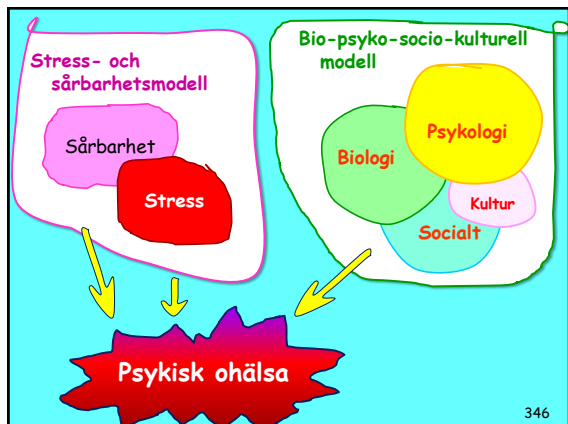 Stress- och
sårbarhetsmodell
Sårbarhet
Stress
Bio-psyko-socio-kulturell
modell
Psykologi
Biologi
Kultur
Socialt
Psykisk ohälsa
346